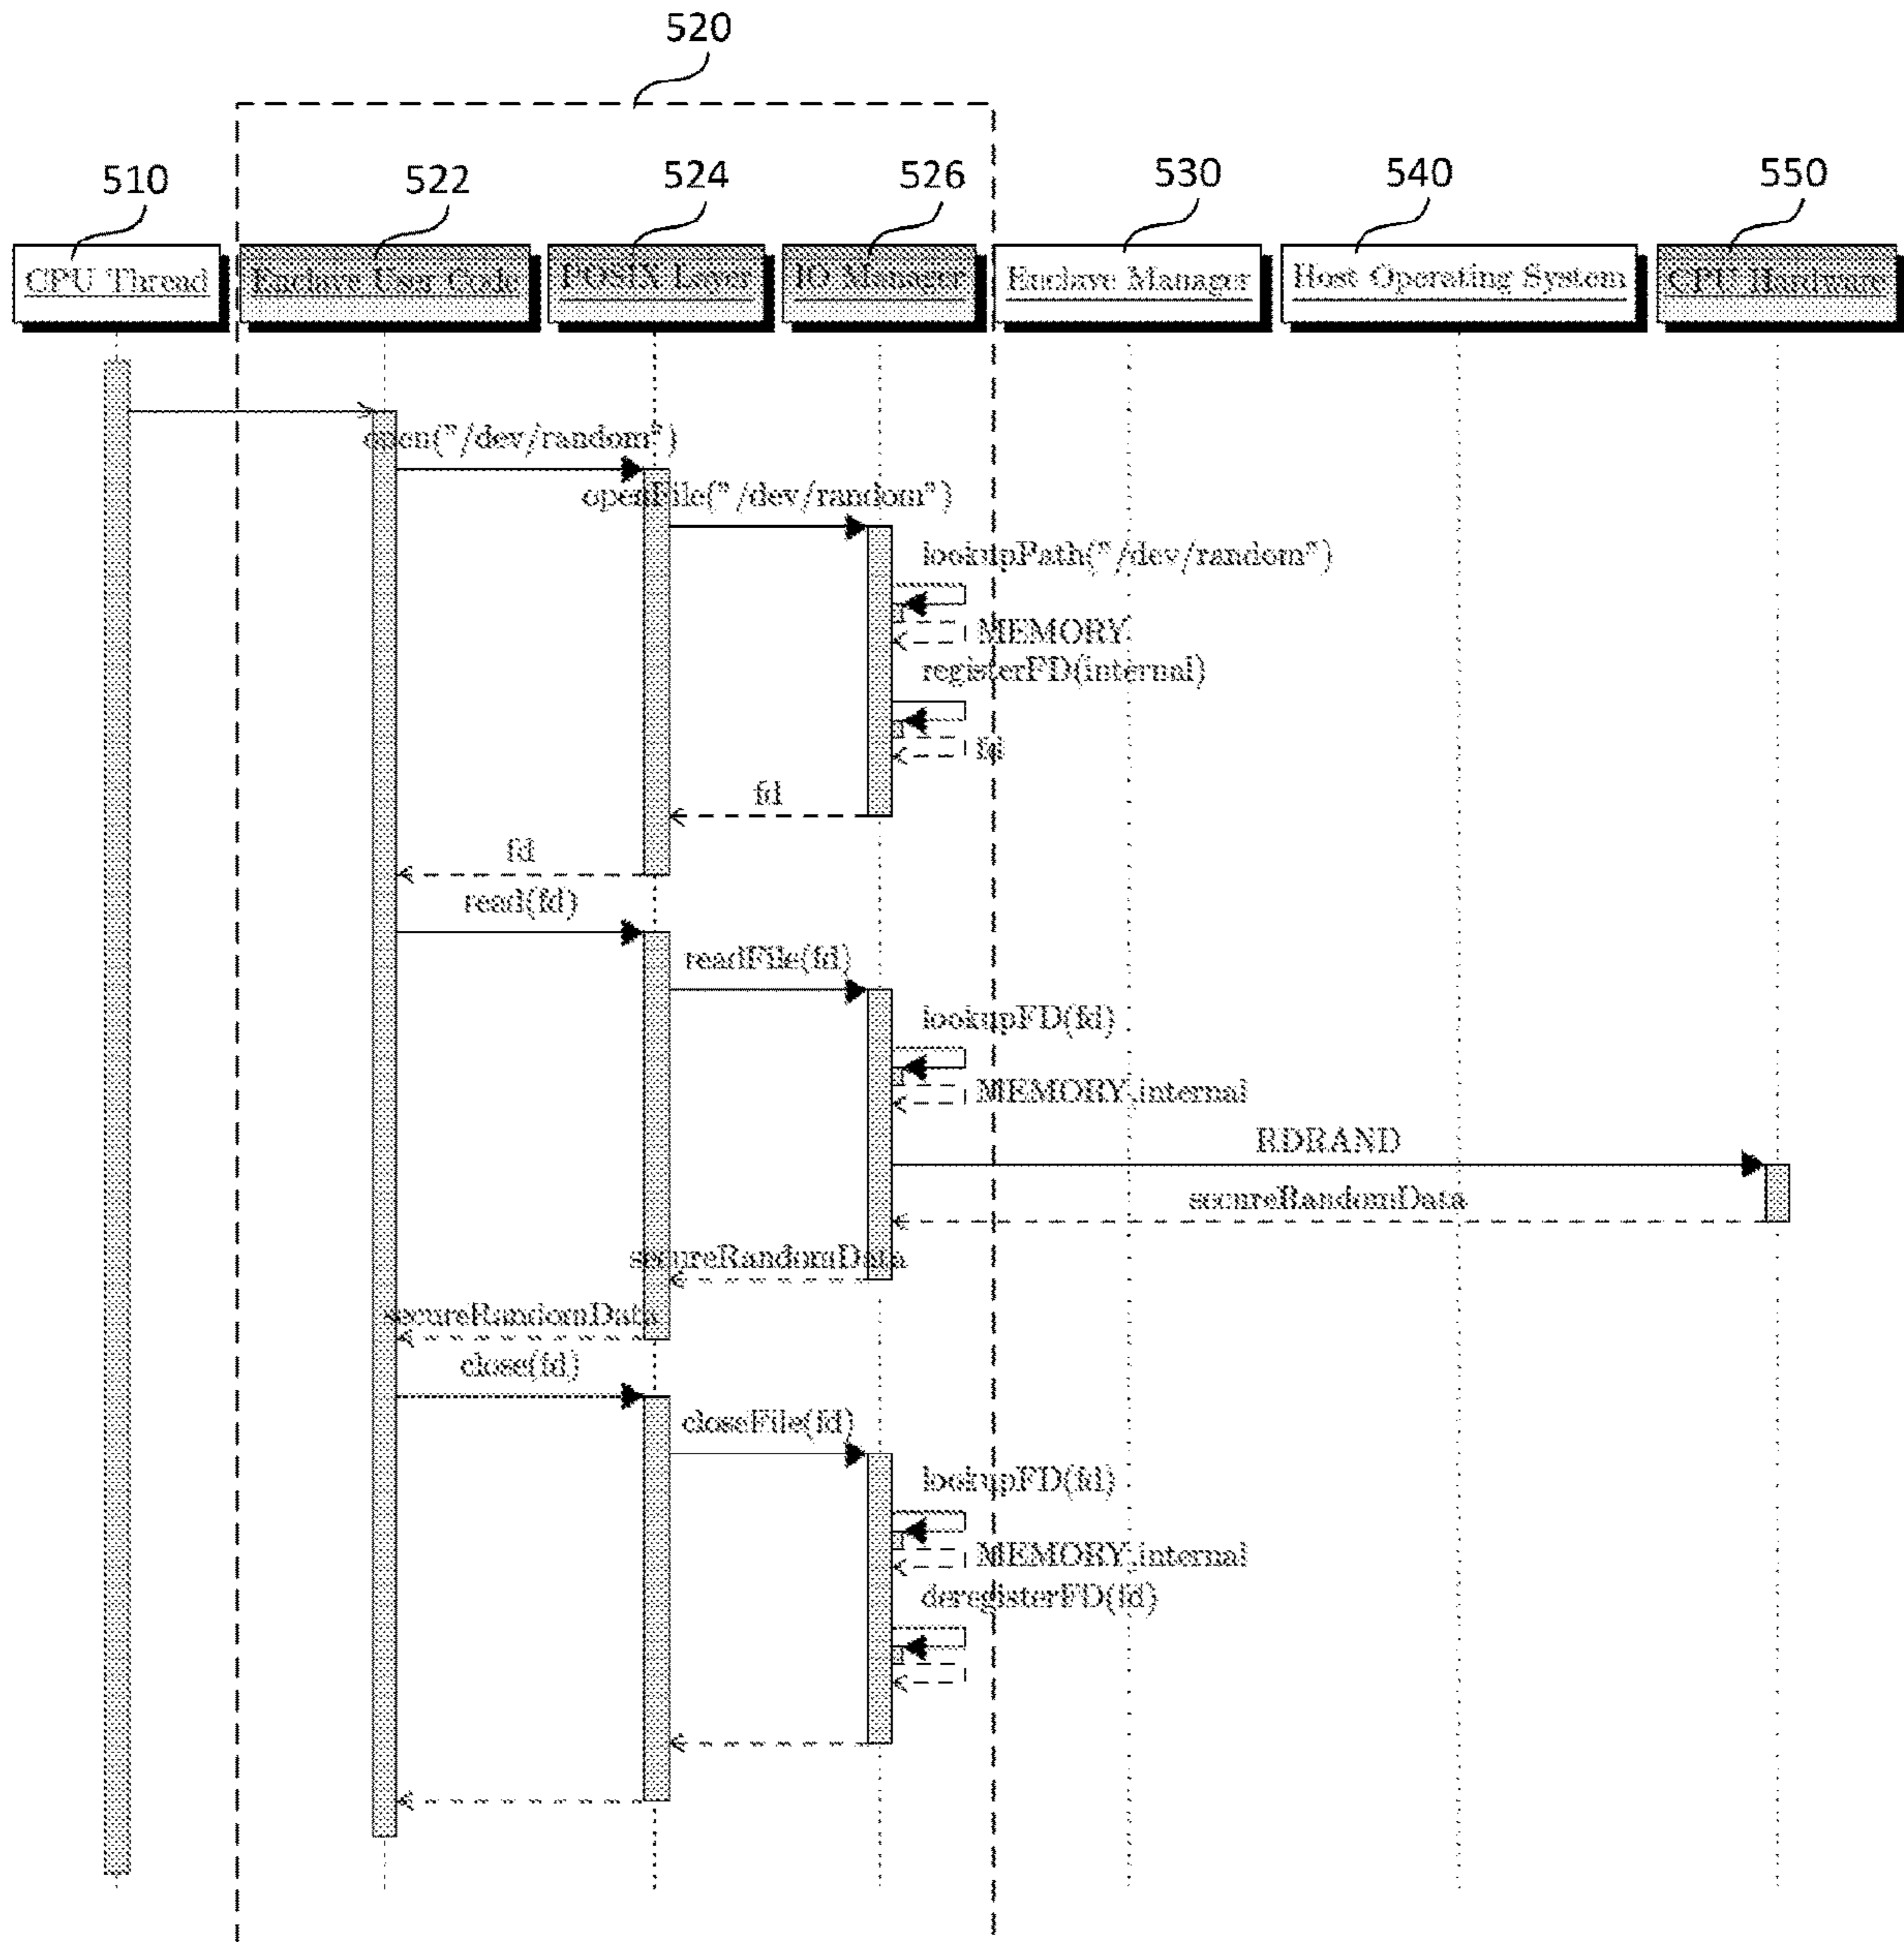 520
510
522
524
526
530
540
550
CPU Thread
Enclave User Code
POSIX Layer
IO Manager
Enclave Manager
Host Operating System
CPU Hardware
open("/dev/random")
openFile("/dev/random")
lookupPath("/dev/random")
MEMORY
registerFD(internal)
fd
fd
fd
read(fd)
readFile(fd)
lookupFD(fd)
MEMORY,internal
RDRAND
secureRandomData
secureRandomData
secureRandomData
close(fd)
closeFile(fd)
lookupFD(fd)
MEMORY,internal
deregisterFD(fd)